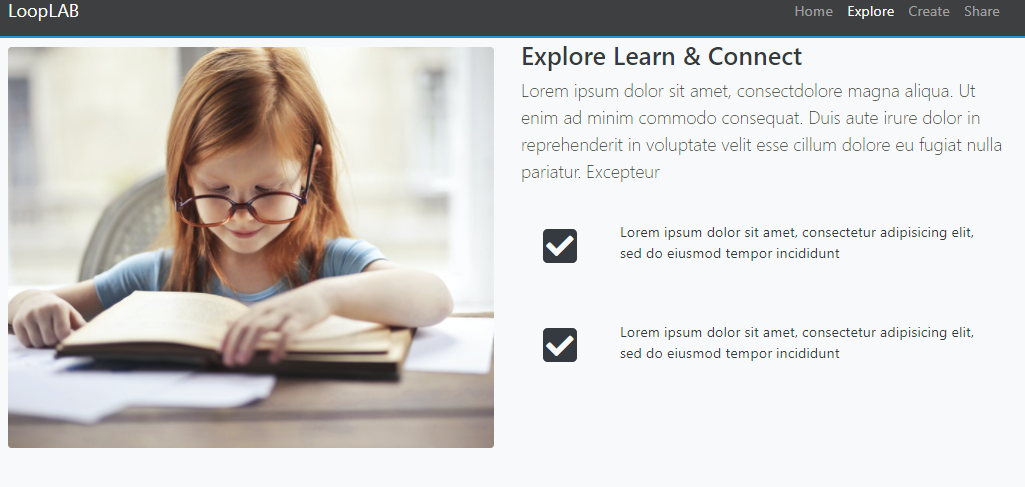 LoopLAB
Home Explore Create Share
Explore Learn & Connect
Lorem ipsum dolor sit amet, consectdolore magna aliqua. Ut
enim ad minim commodo consequat. Duis aute irure dolor in
reprehenderit in voluptate velit esse cillum dolore eu fugiat nulla
pariatur. Excepteur
Lorem ipsum dolor sit amet, consectetur adipisicing elit,
sed do eiusmod tempor incididunt
Lorem ipsum dolor sit amet, consectetur adipisicing elit,
sed do eiusmod tempor incididunt